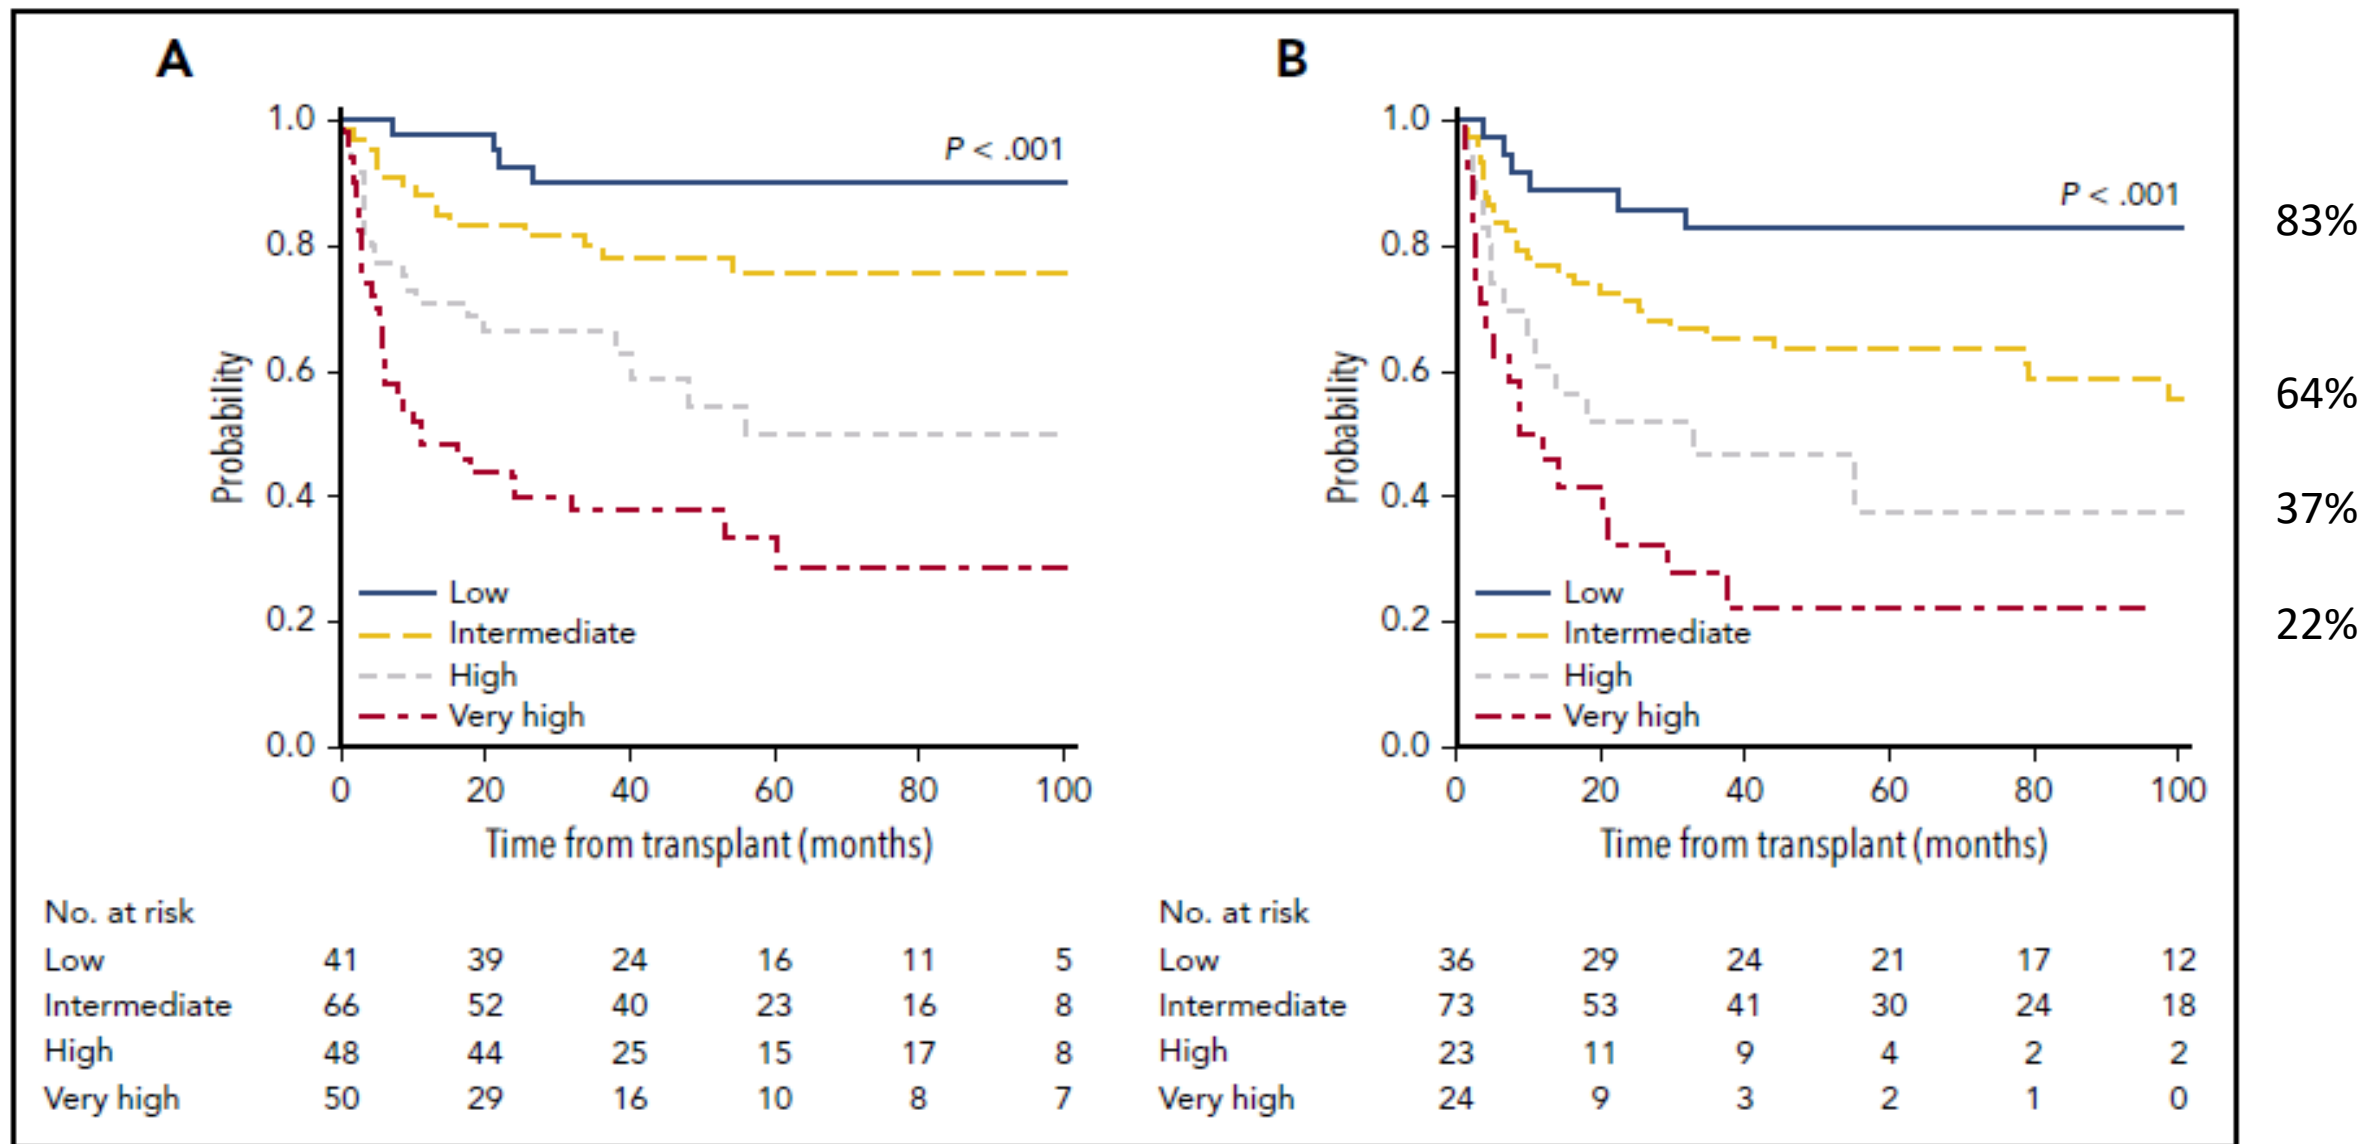 A
1.0
0.8
0.6
0.4
0.2
0.0
Probability
P < .001
Low
Intermediate
High
Very high
0 20 40 60 80 100
Time from transplant (months)
No. at risk
Low 41 39 24 16 11 5
Intermediate 66 52 40 23 16 8
High 48 44 25 15 17 8
Very high 50 29 16 10 8 7
B
1.0
0.8
0.6
0.4
0.2
0.0
Probability
P < .001
Low
Intermediate
High
Very high
0 20 40 60 80 100
Time from transplant (months)
No. at risk
Low 36 29 24 21 17 12
Intermediate 73 53 41 30 24 18
High 23 11 9 4 2 2
Very high 24 9 3 2 1 0
83%
64%
37%
22%